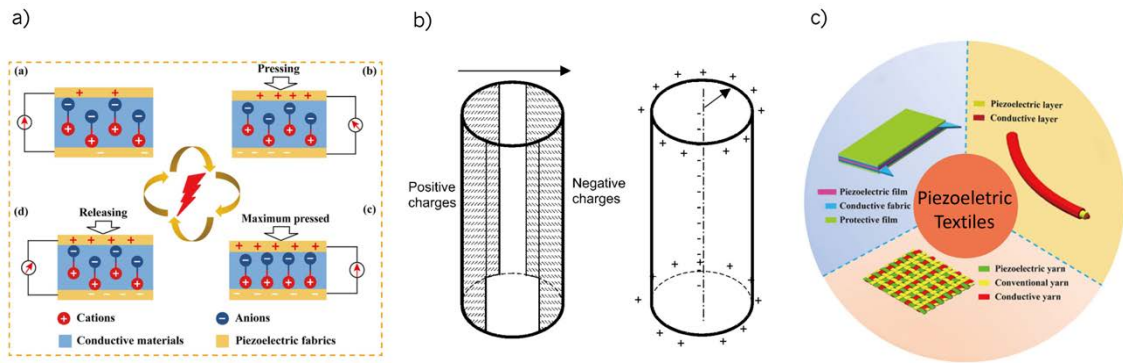 a)
b)
c)
(a)
Pressing
(b)
(d)
Releasing
Maximum pressed
(c)
Cations
Anions
Conductive materials
Piezoelectric fabrics
Positive
charges
Negative
charges
Piezoelectric layer
Conductive layer
Piezoelectric film
Conductive fabric
Protective film
Piezoeletric
Textiles
Piezoelectric yarn
Conventional yarn
Conductive yarn